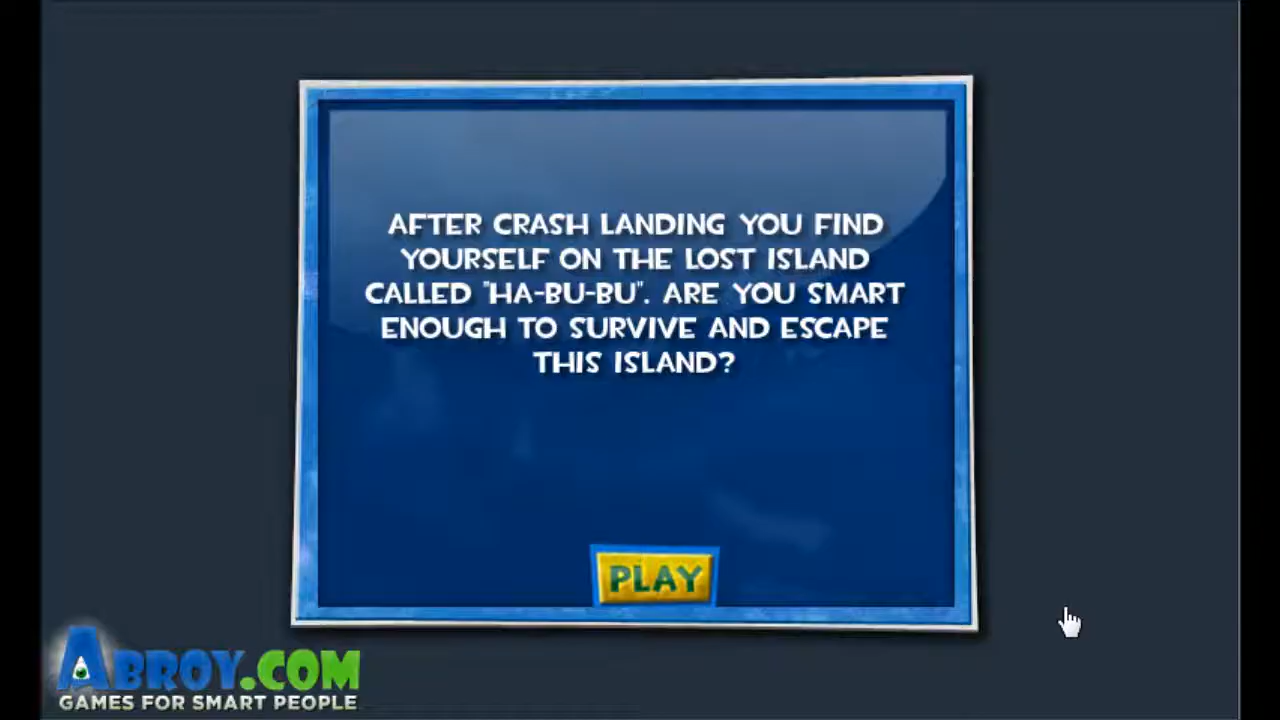 AFTER CRASH LANDING YOU FIND
YOURSELF ON THE LOST ISLAND
CALLED "HA-BU-BU". ARE YOU SMART
ENOUGH TO SURVIVE AND ESCAPE
THIS ISLAND?
PLAY
ABROY.COM
GAMES FOR SMART PEOPLE